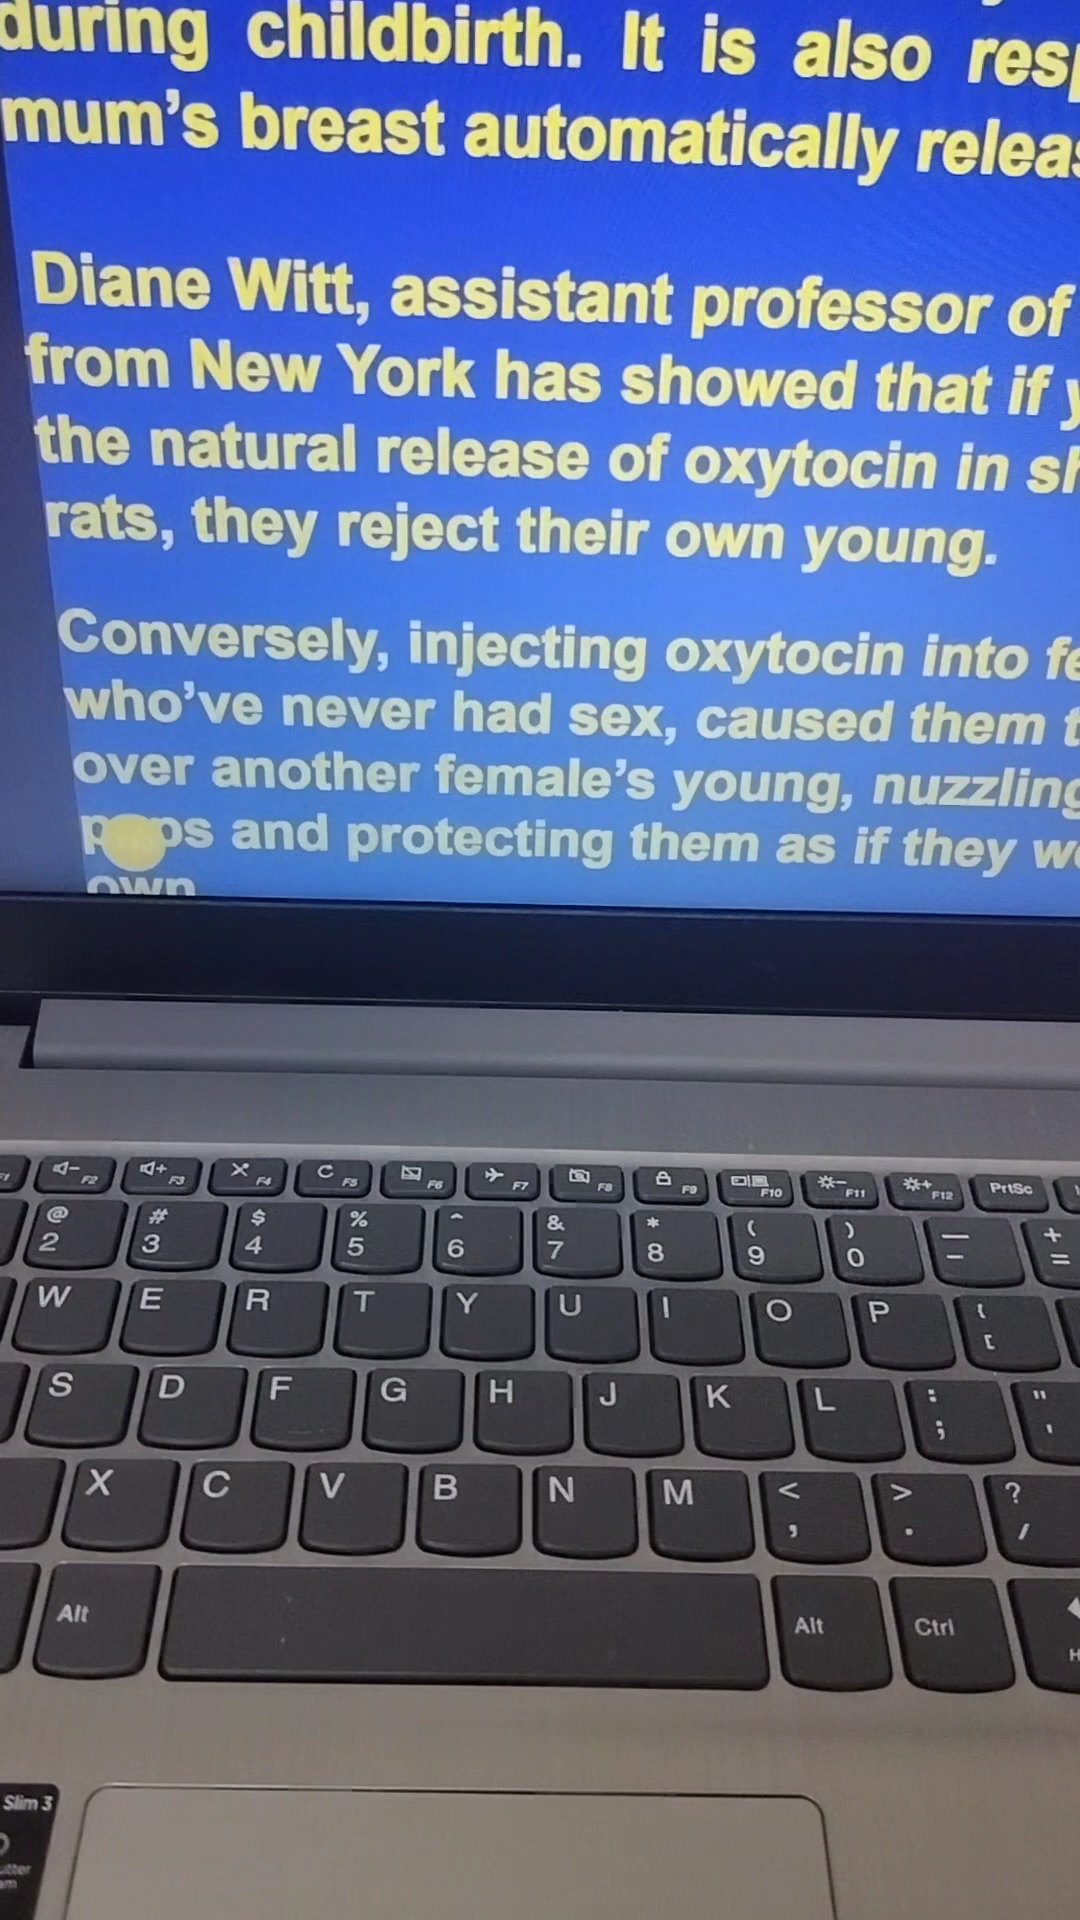 during childbirth. It is also
mum's breast automatically
Diane Witt, assistant professor of
from New York has showed that if
the natural release of oxytocin in
rats, they reject their own young.
Conversely, injecting oxytocin into
who've never had sex, caused them
over another female's young, nuzzling
and protecting them as if they
own
F1 F2 F3 F4 F5 F6 F7 F8 F9 F10 F11 F12 PrtSc
@ # $ % ^ & * ( ) — +
2 3 4 5 6 7 8 9 0 - =
W E R T Y U I O P { [
S D F G H J K L : ; " '
X C V B N M < , > . ? /
Alt Alt Ctrl
Slim 3